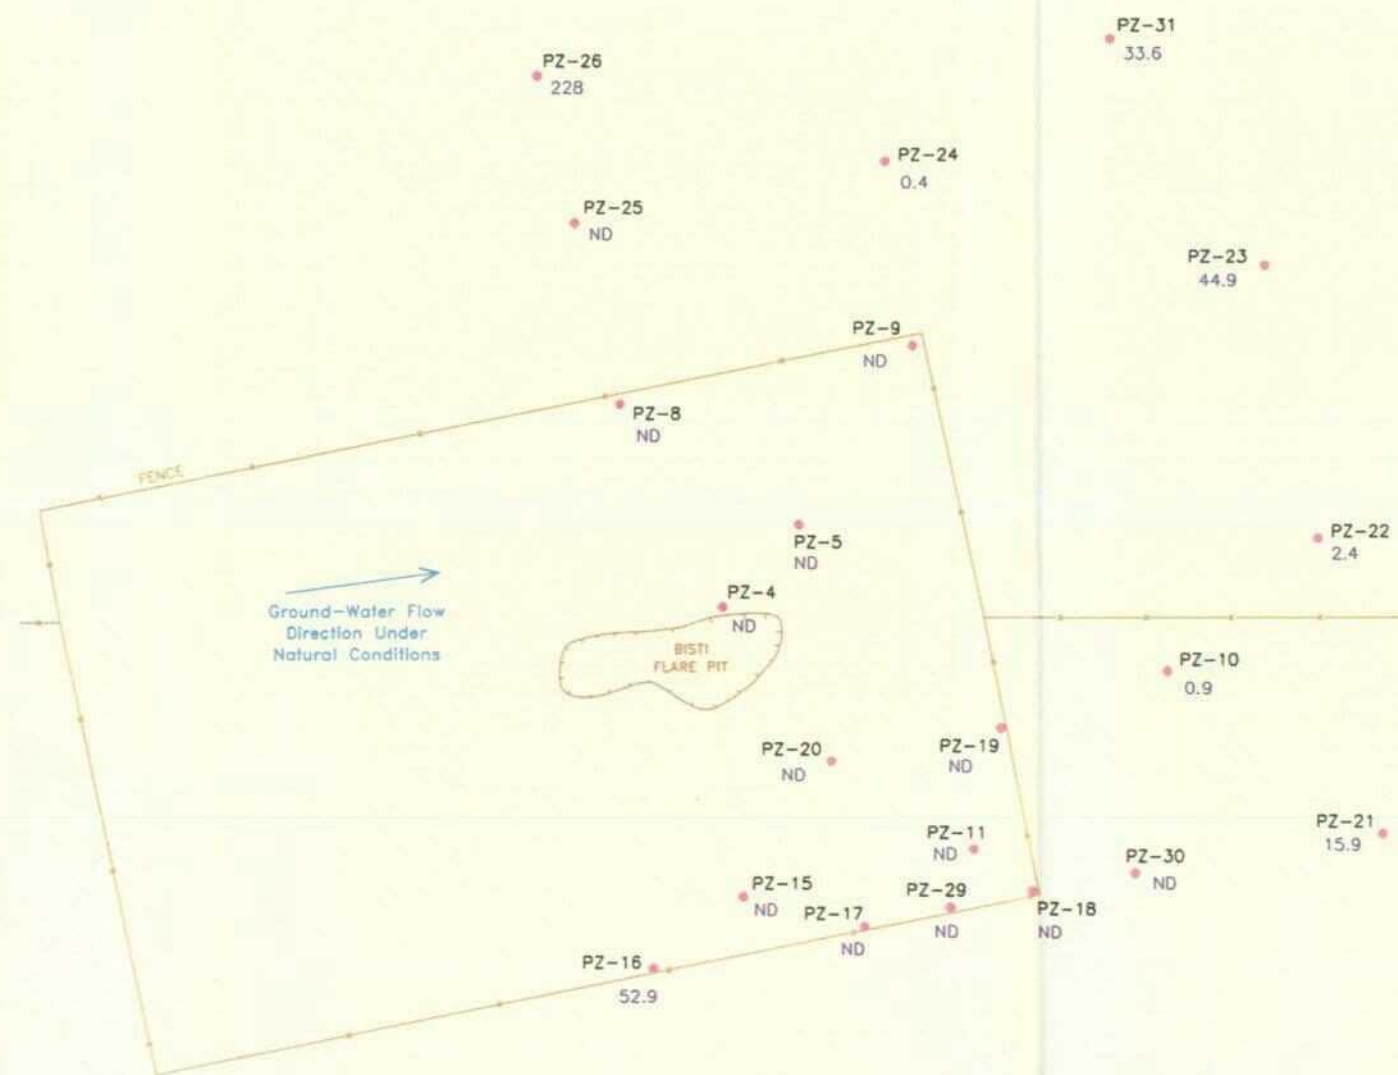 PZ-31
33.6
PZ-26
228
PZ-24
0.4
PZ-25
ND
PZ-23
44.9
PZ-9
ND
PZ-8
ND
FENCE
PZ-5
ND
PZ-22
2.4
PZ-4
ND
Ground-Water Flow
Direction Under
Natural Conditions
BISTI
FLARE PIT
PZ-10
0.9
PZ-20
ND
PZ-19
ND
PZ-21
15.9
PZ-11
ND
PZ-30
ND
PZ-15
ND
PZ-29
ND
PZ-18
ND
PZ-17
ND
PZ-16
52.9